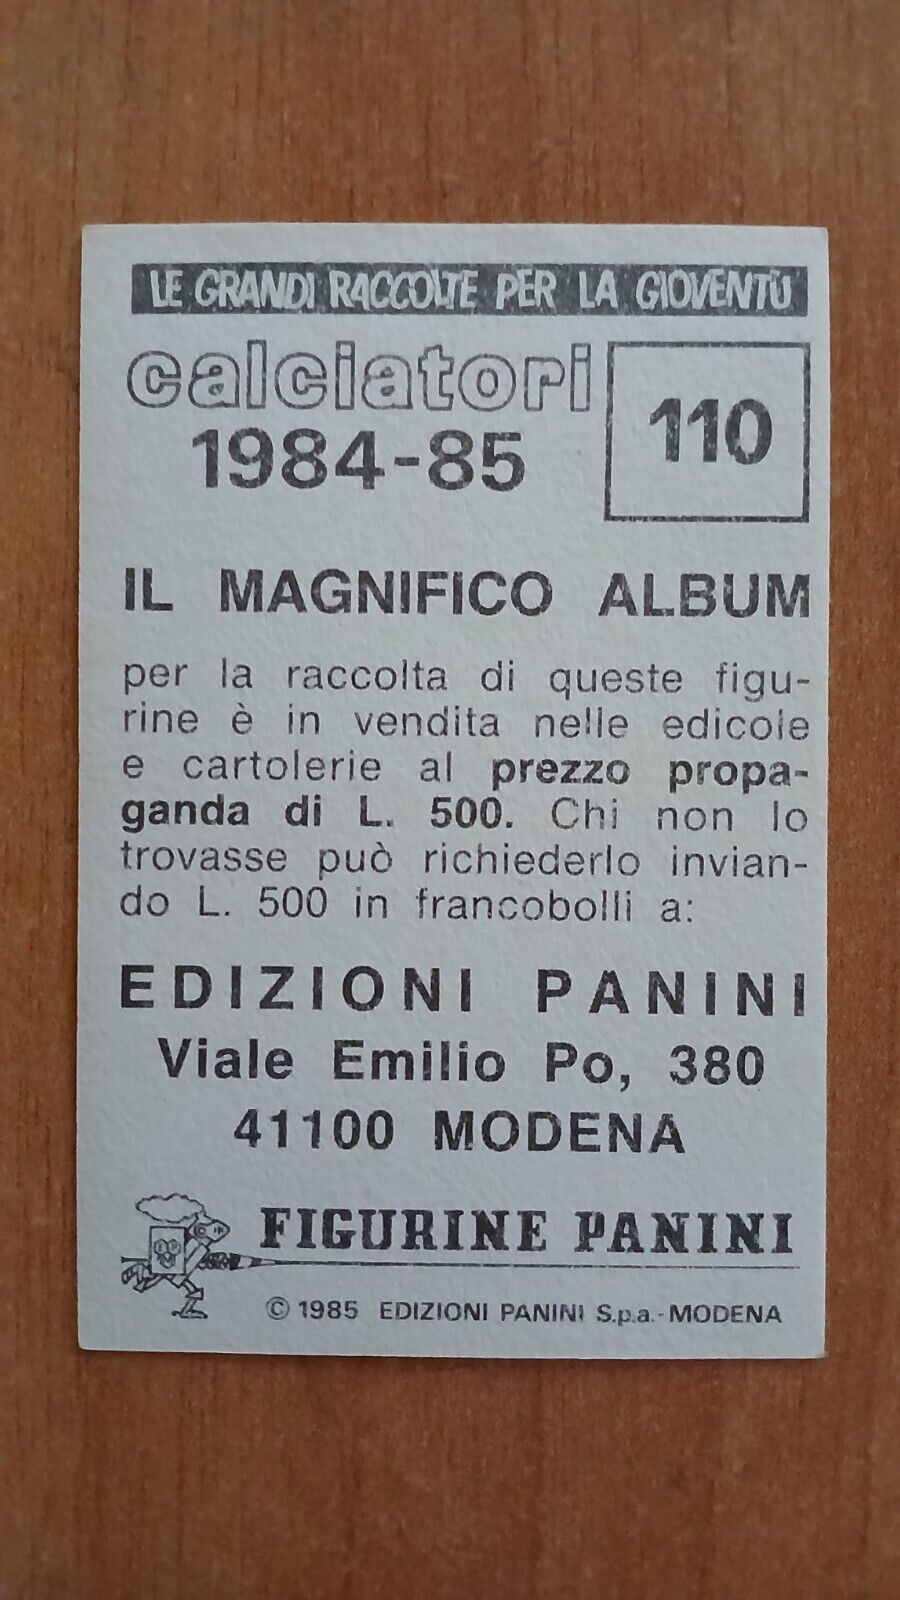 LE GRANDI RACCOLTE PER LA GIOVENTÙ
calciatori
1984-85
110
IL MAGNIFICO ALBUM
per la raccolta di queste figu-
rine è in vendita nelle edicole
e cartolerie al prezzo propa-
ganda di L. 500. Chi non lo
trovasse può richiederlo invian-
do L. 500 in francobolli a:
EDIZIONI PANINI
Viale Emilio Po, 380
41100 MODENA
FIGURINE PANINI
© 1985 EDIZIONI PANINI S.p.a.-MODENA